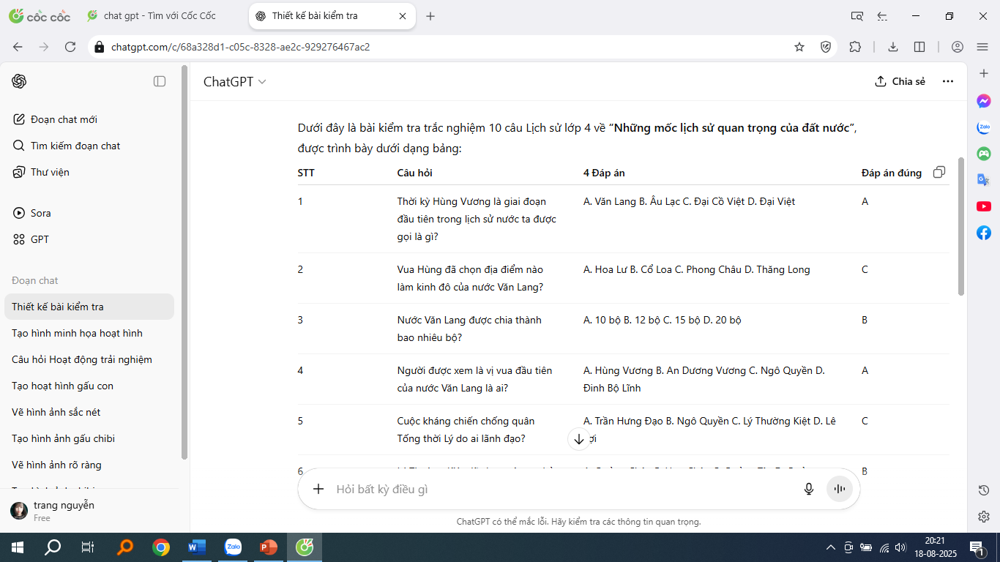 cốc cốc
chat gpt - Tìm với Cốc Cốc
Thiết kế bài kiểm tra
chatgpt.com/c/68a328d1-c05c-8328-ae2c-929276467ac2
ChatGPT
Chia sẻ
Đoạn chat mới
Tìm kiếm đoạn chat
Thư viện
Sora
GPT
Đoạn chat
Thiết kế bài kiểm tra
Tạo hình minh họa hoạt hình
Câu hỏi Hoạt động trải nghiệm
Tạo hoạt hình gấu con
Vẽ hình ảnh sắc nét
Tạo hình ảnh gấu chibi
Vẽ hình ảnh rõ ràng
trang nguyễn
Free
Dưới đây là bài kiểm tra trắc nghiệm 10 câu Lịch sử lớp 4 về “Những mốc lịch sử quan trọng của đất nước”,
được trình bày dưới dạng bảng:
STT Câu hỏi 4 Đáp án Đáp án đúng
1 Thời kỳ Hùng Vương là giai đoạn A. Văn Lang B. Âu Lạc C. Đại Cồ Việt D. Đại Việt A
đầu tiên trong lịch sử nước ta được
gọi là gì?
2 Vua Hùng đã chọn địa điểm nào A. Hoa Lư B. Cổ Loa C. Phong Châu D. Thăng Long C
làm kinh đô của nước Văn Lang?
3 Nước Văn Lang được chia thành A. 10 bộ B. 12 bộ C. 15 bộ D. 20 bộ B
bao nhiêu bộ?
4 Người được xem là vị vua đầu tiên A. Hùng Vương B. An Dương Vương C. Ngô Quyền D. A
của nước Văn Lang là ai? Đinh Bộ Lĩnh
5 Cuộc kháng chiến chống quân A. Trần Hưng Đạo B. Ngô Quyền C. Lý Thường Kiệt D. Lê C
Tống thời Lý do ai lãnh đạo? ợi
6 B
Hỏi bất kỳ điều gì
ChatGPT có thể mắc lỗi. Hãy kiểm tra các thông tin quan trọng.
Zalo
Zalo
20:21
18-08-2025
1